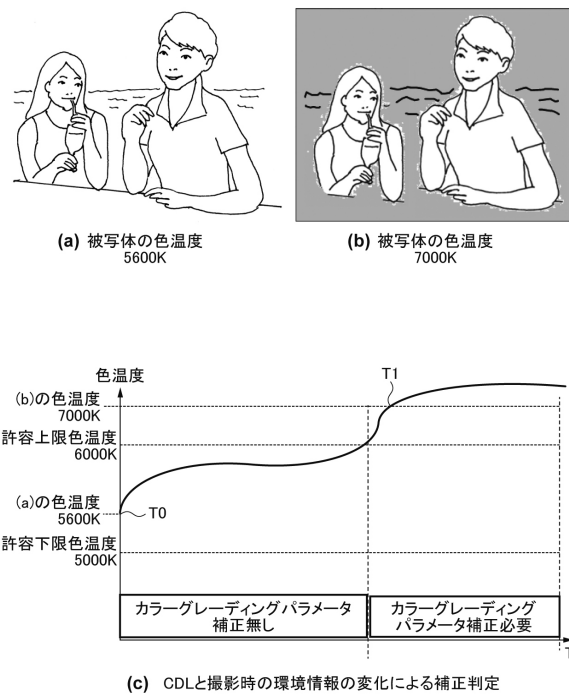 (a) 被写体の色温度
5600K
(b) 被写体の色温度
7000K
色温度
T1
(b)の色温度
7000K
許容上限色温度
6000K
(a)の色温度
5600K
T0
許容下限色温度
5000K
カラーグレーディングパラメータ
補正無し
カラーグレーディング
パラメータ補正必要
T
(c) CDLと撮影時の環境情報の変化による補正判定